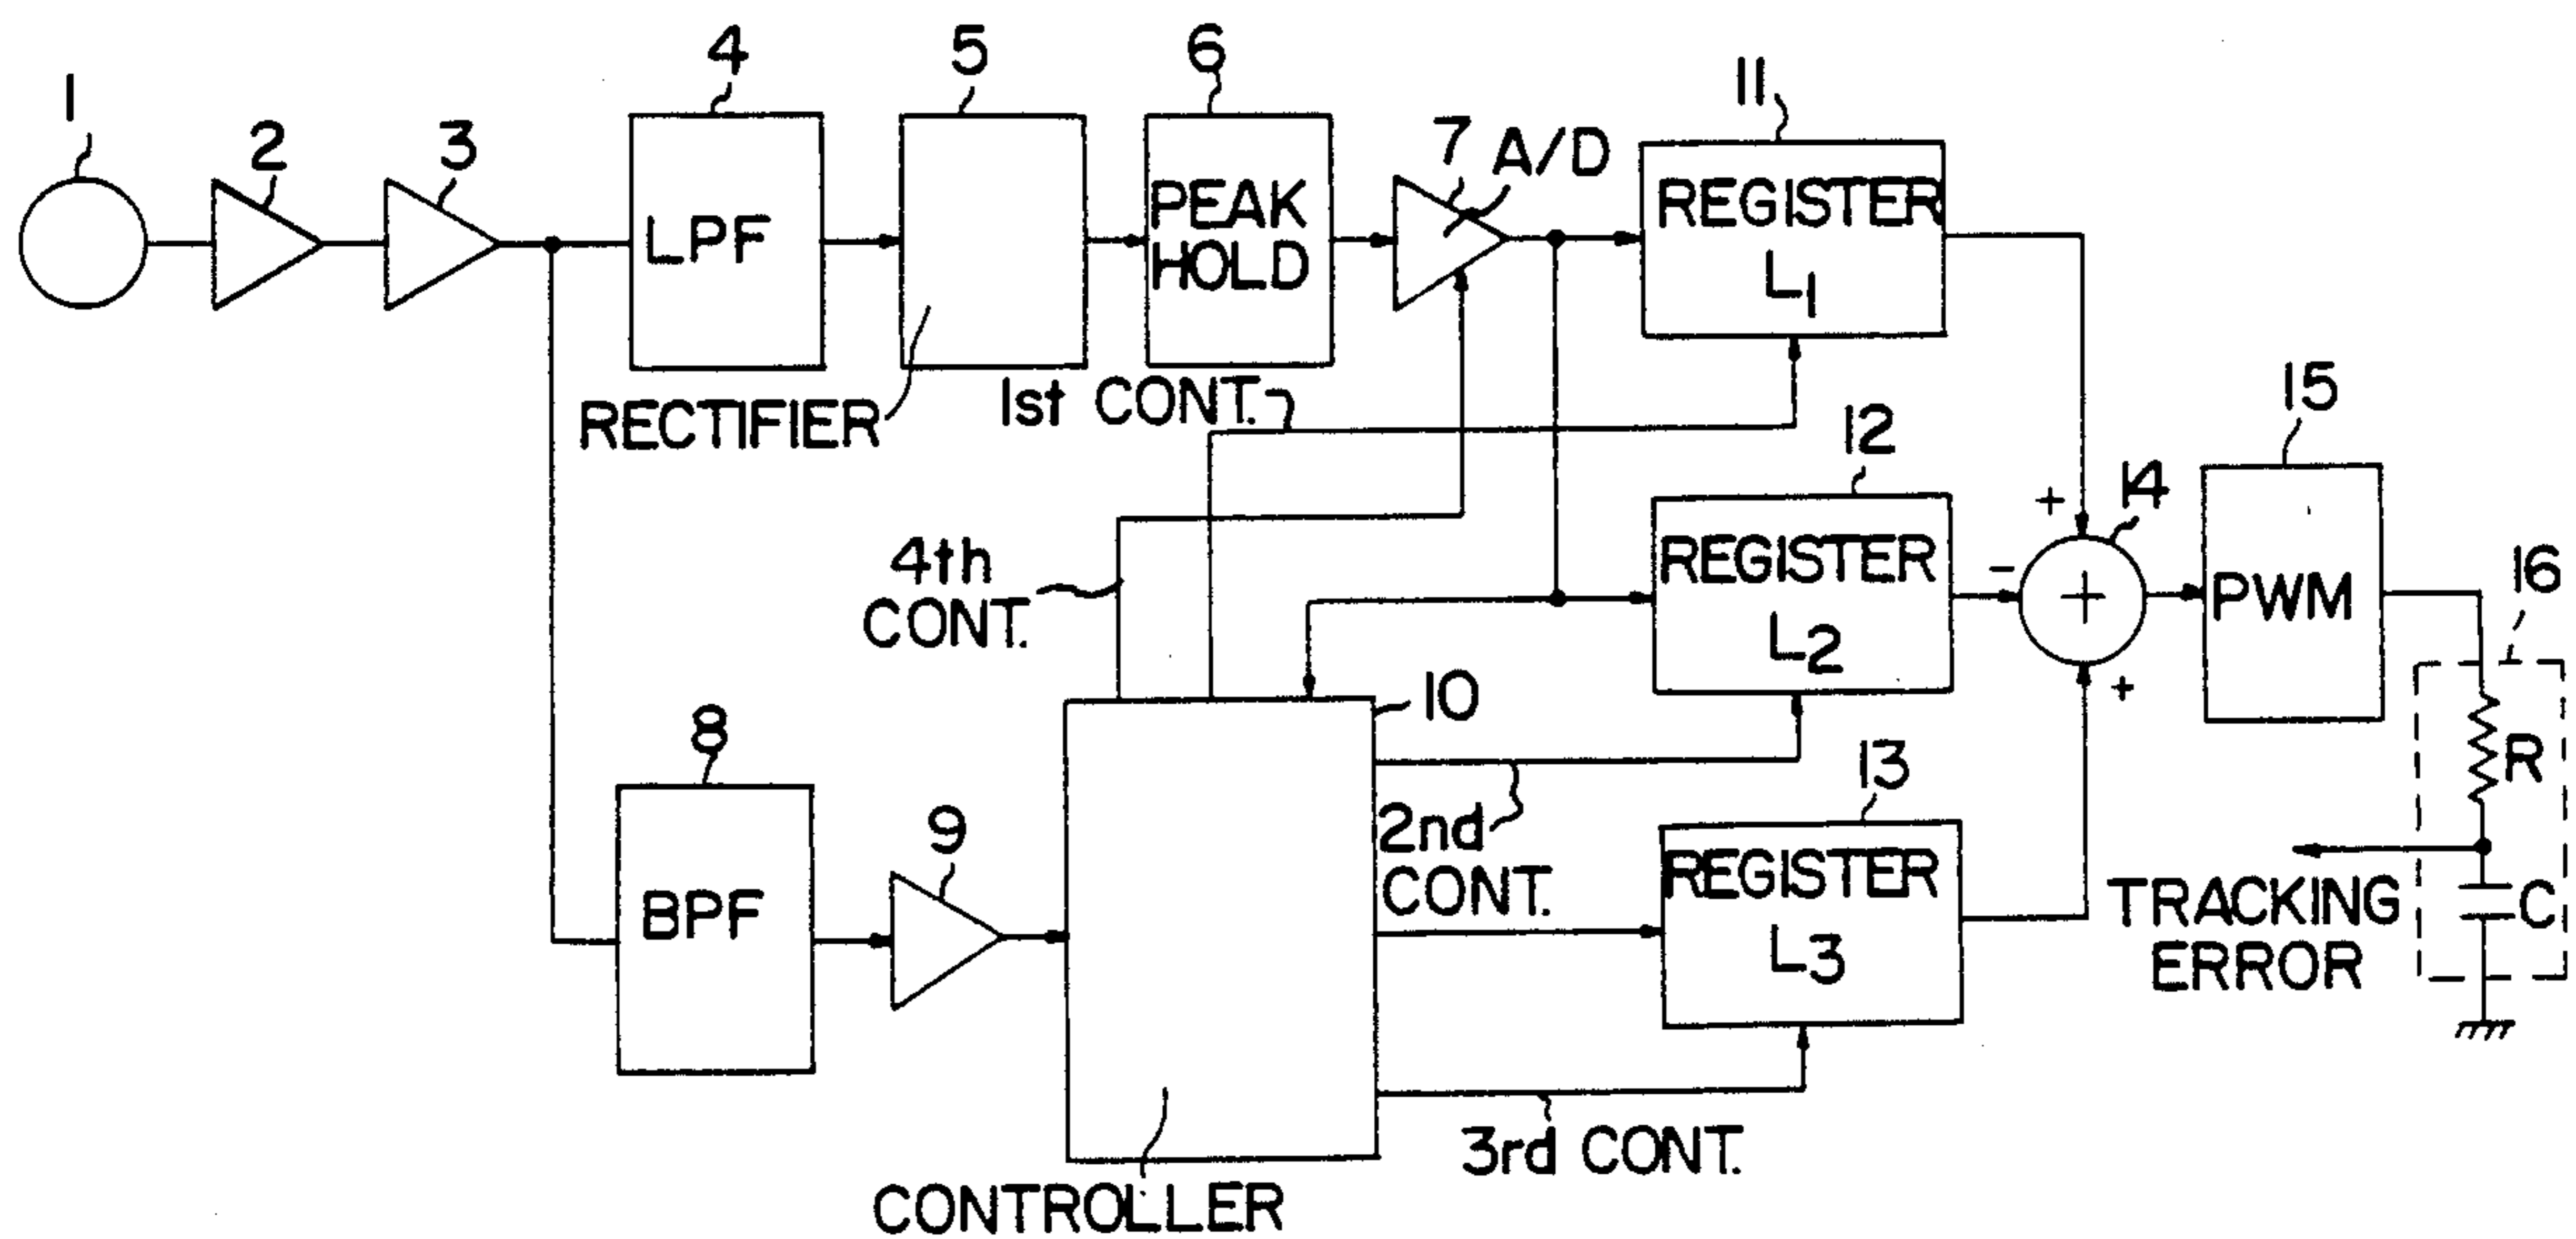 1
2
3
4
5
6
7
A/D
11
LPF
PEAK
HOLD
REGISTER
L1
RECTIFIER
1st CONT.
12
15
14
+
4th
CONT.
REGISTER
L2
-
+
PWM
16
+
8
10
9
BPF
2nd
CONT.
13
REGISTER
L3
R
C
TRACKING
ERROR
3rd CONT.
CONTROLLER